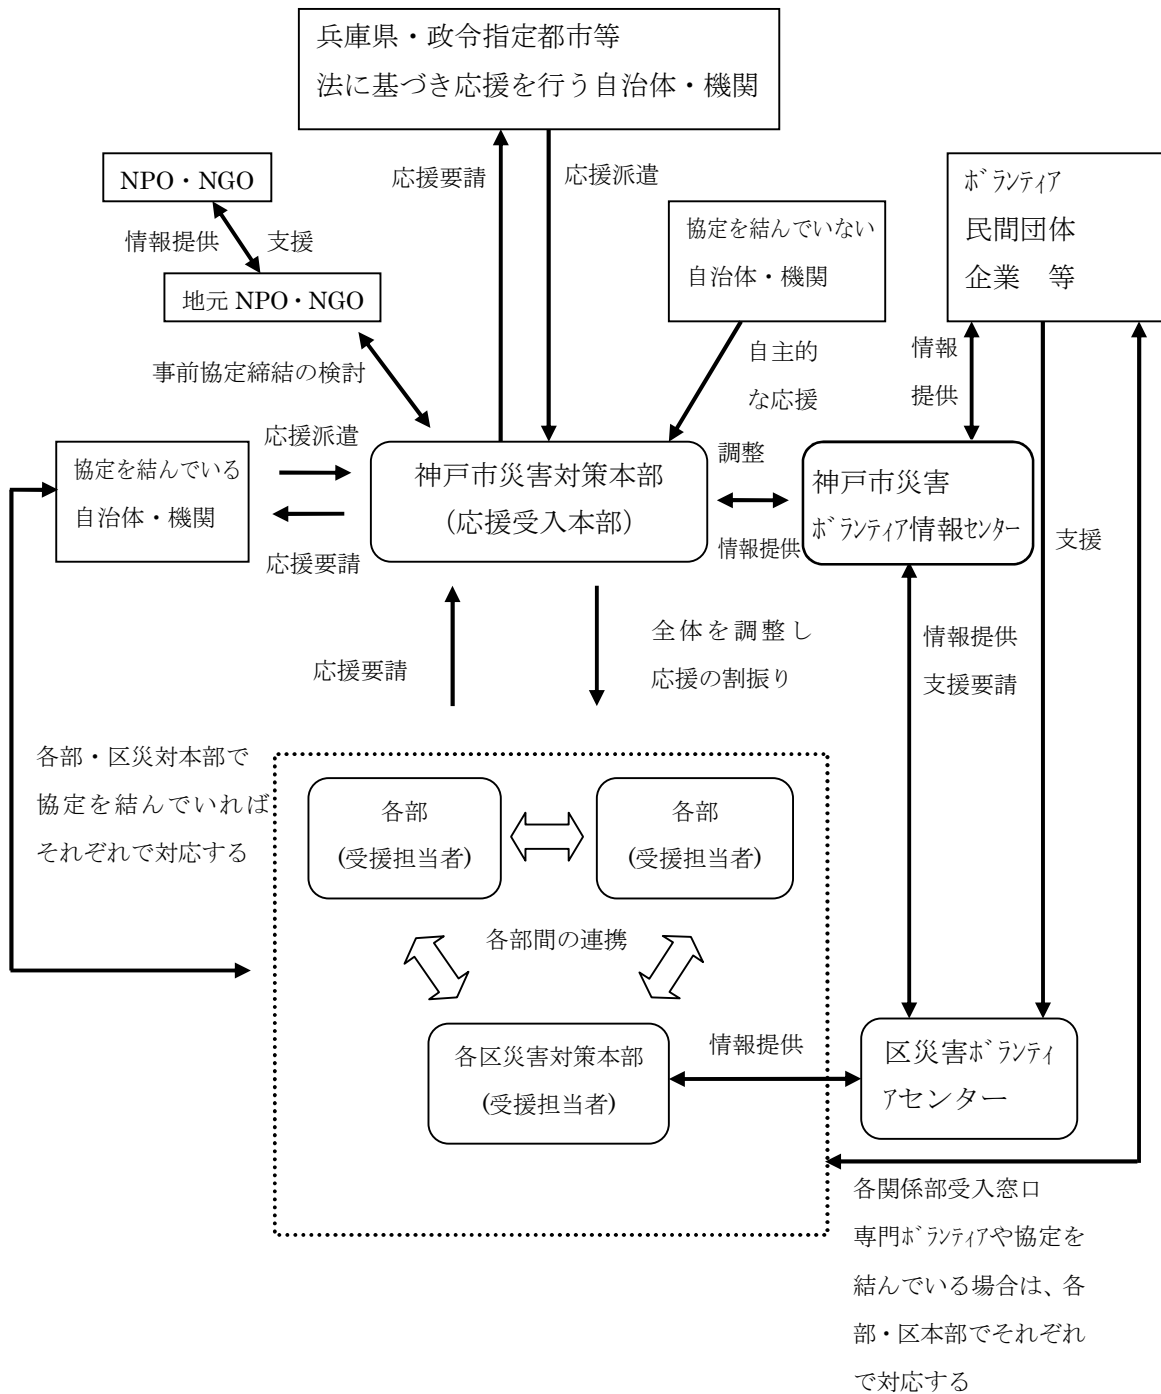 兵庫県・政令指定都市等
法に基づき応援を行う自治体・機関
NPO・NGO
応援要請
応援派遣
ﾎﾞﾗﾝﾃｨｱ
民間団体
企業　等
情報提供
支援
協定を結んでいない
自治体・機関
地元 NPO・NGO
事前協定締結の検討
自主的
な応援
情報
提供
応援派遣
協定を結んでいる
自治体・機関
応援要請
神戸市災害対策本部
(応援受入本部)
調整
情報提供
神戸市災害
ﾎﾞﾗﾝﾃｨｱ情報ｾﾝﾀｰ
支援
応援要請
全体を調整し
応援の割振り
情報提供
支援要請
各部・区災対本部で
協定を結んでいれば
それぞれで対応する
各部
(受援担当者)
各部
(受援担当者)
各部間の連携
各区災害対策本部
(受援担当者)
情報提供
区災害ﾎﾞﾗﾝﾃｨ
ｱセンター
各関係部受入窓口
専門ﾎﾞﾗﾝﾃｨｱや協定を
結んでいる場合は、各
部・区本部でそれぞれ
で対応する